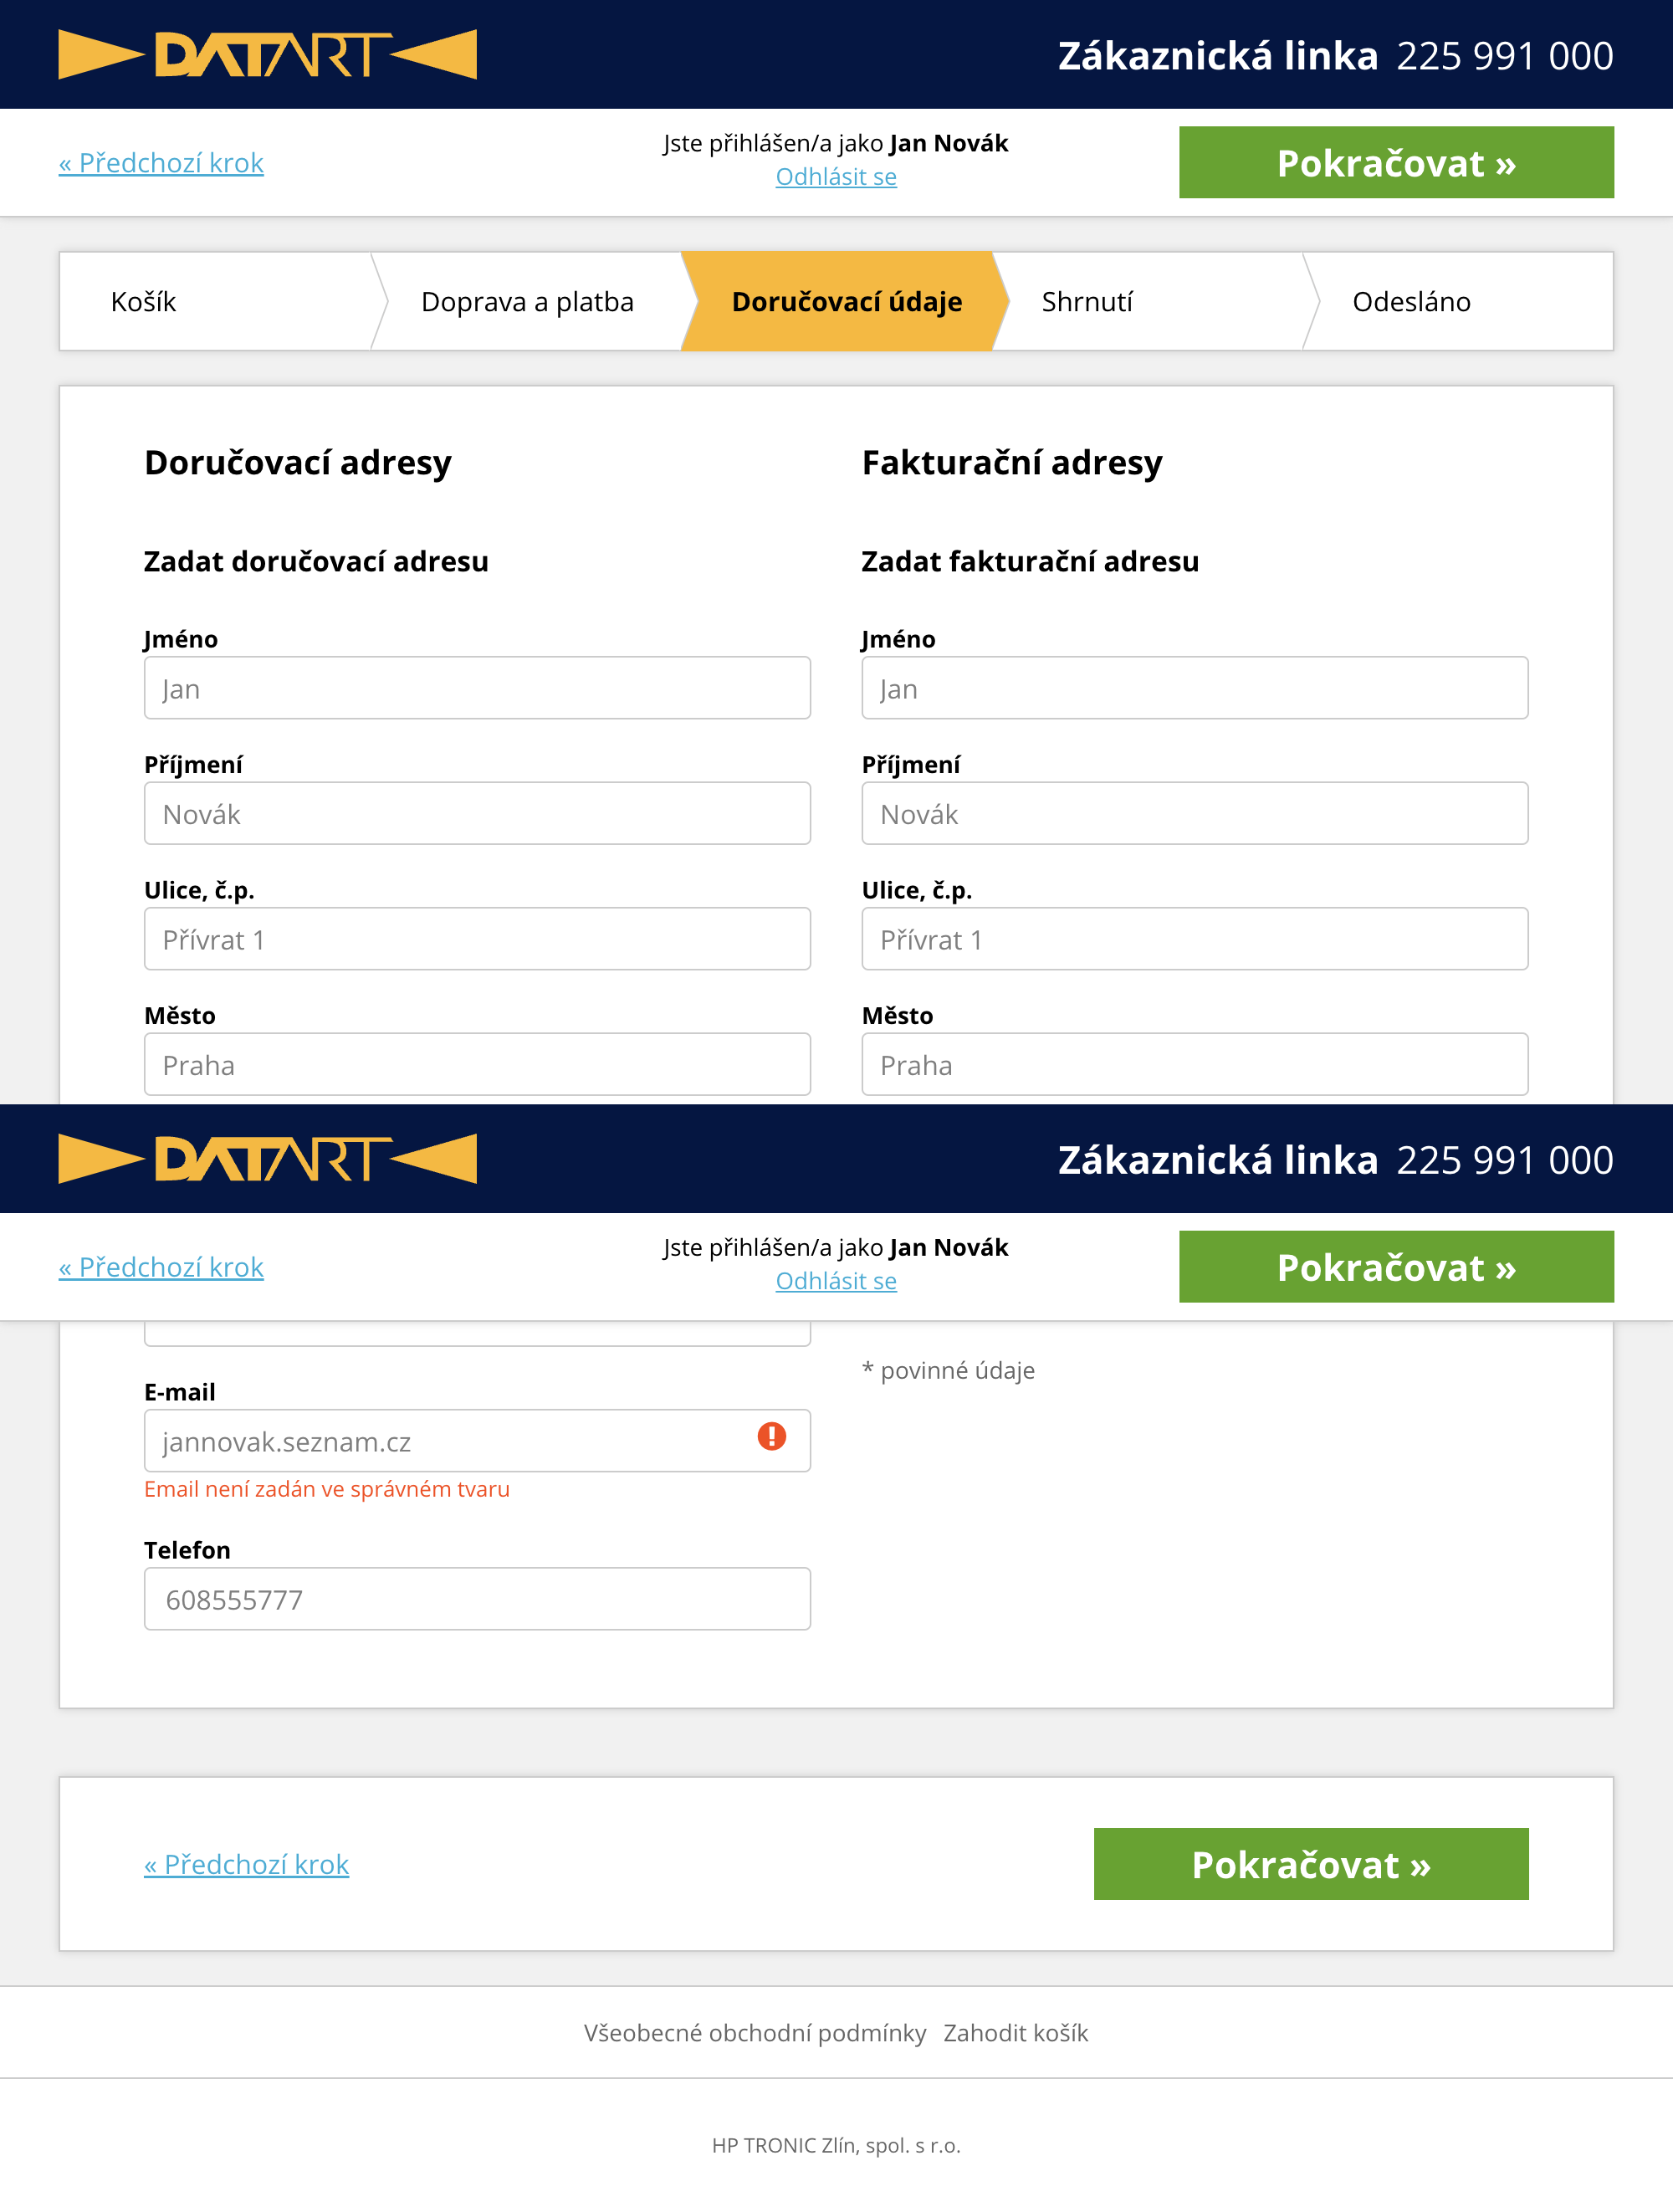 DATART
Zákaznická linka 225 991 000
« Předchozí krok
Jste přihlášen/a jako Jan Novák
Odhlásit se
Pokračovat »
Košík
Doprava a platba
Doručovací údaje
Shrnutí
Odesláno
Doručovací adresy
Zadat doručovací adresu
Jméno
Jan
Příjmení
Novák
Ulice, č.p.
Přívrat 1
Město
Praha
Fakturační adresy
Zadat fakturační adresu
Jméno
Jan
Příjmení
Novák
Ulice, č.p.
Přívrat 1
Město
Praha
DATART
Zákaznická linka 225 991 000
« Předchozí krok
Jste přihlášen/a jako Jan Novák
Odhlásit se
Pokračovat »
E-mail
jannovak.seznam.cz
Email není zadán ve správném tvaru
Telefon
608555777
* povinné údaje
« Předchozí krok
Pokračovat »
Všeobecné obchodní podmínky Zahodit košík
HP TRONIC Zlín, spol. s r.o.